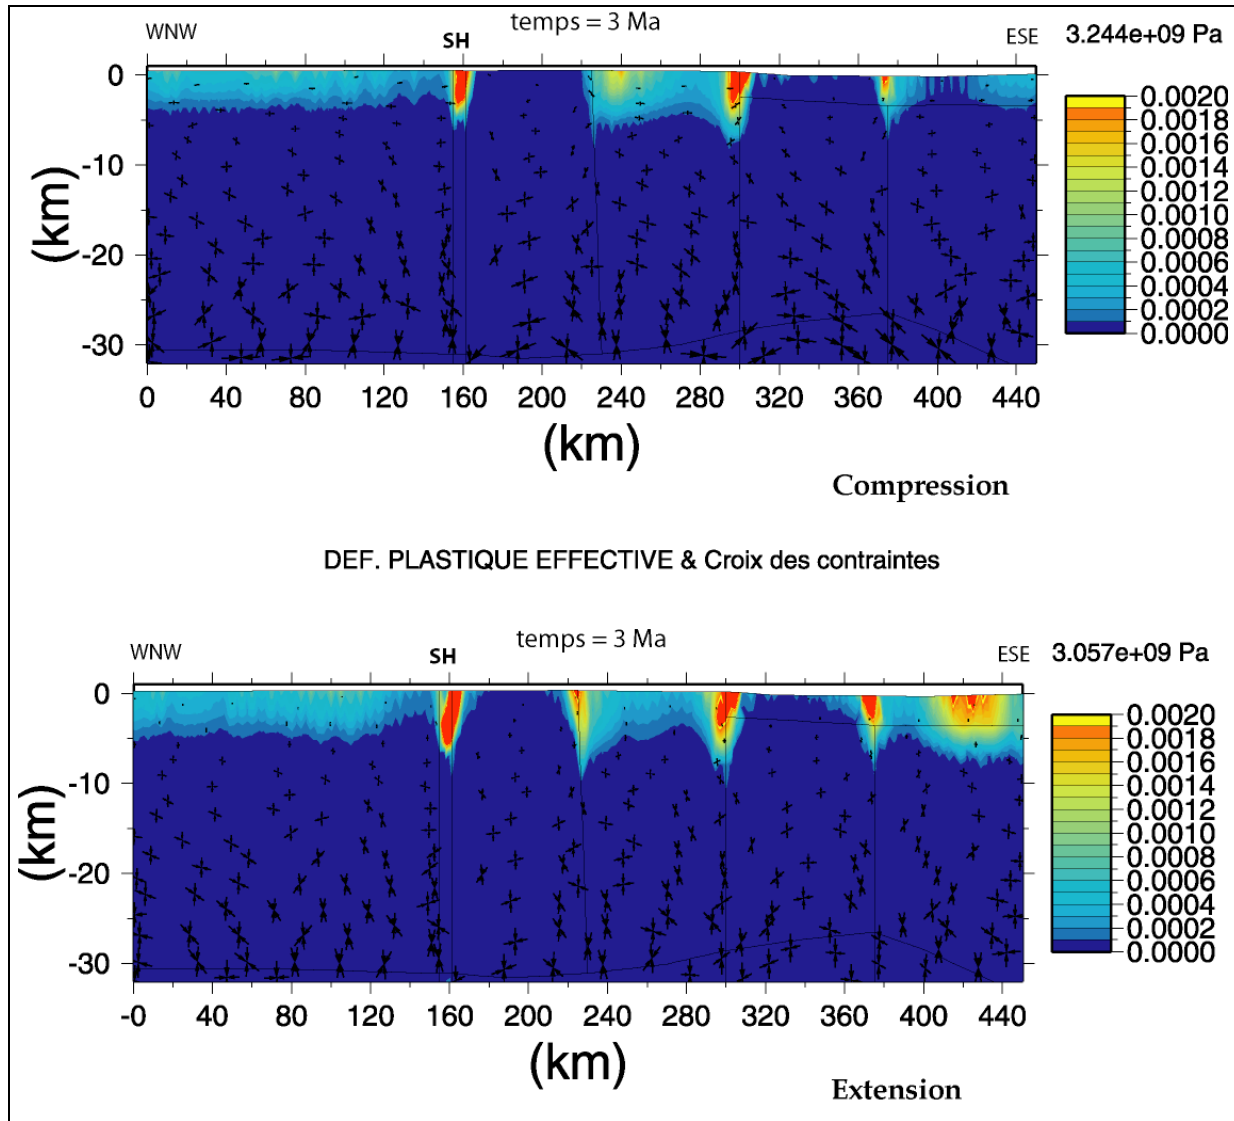 WNW SH temps = 3 Ma ESE 3.244e+09 Pa
0
-10
-20
-30
(km)
0 40 80 120 160 200 240 280 320 360 400 440
(km)
0.0020
0.0018
0.0016
0.0014
0.0012
0.0010
0.0008
0.0006
0.0004
0.0002
0.0000
Compression
DEF. PLASTIQUE EFFECTIVE & Croix des contraintes
WNW SH temps = 3 Ma ESE 3.057e+09 Pa
0
-10
-20
-30
(km)
-0 40 80 120 160 200 240 280 320 360 400 440
(km)
0.0020
0.0018
0.0016
0.0014
0.0012
0.0010
0.0008
0.0006
0.0004
0.0002
0.0000
Extension